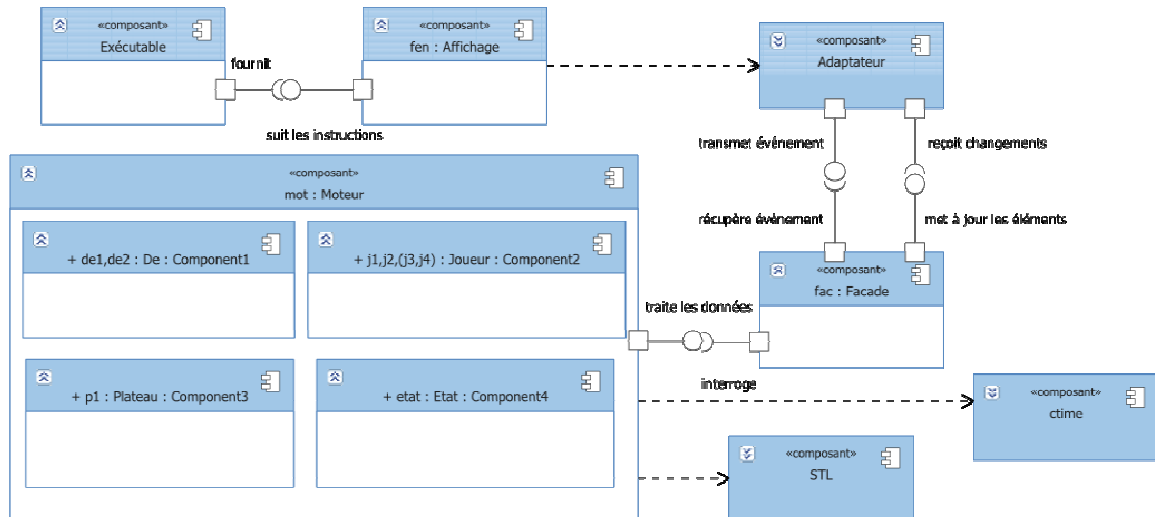 «composant»
Exécutable
«composant»
fen : Affichage
«composant»
Adaptateur
fournit
suit les instructions
transmet événement
reçoit changements
«composant»
mot : Moteur
récupère événement
met à jour les éléments
+ de1,de2 : De : Component1
+ j1,j2,(j3,j4) : Joueur : Component2
«composant»
fac : Facade
traite les données
interroge
+ p1 : Plateau : Component3
+ etat : Etat : Component4
«composant»
ctime
«composant»
STL